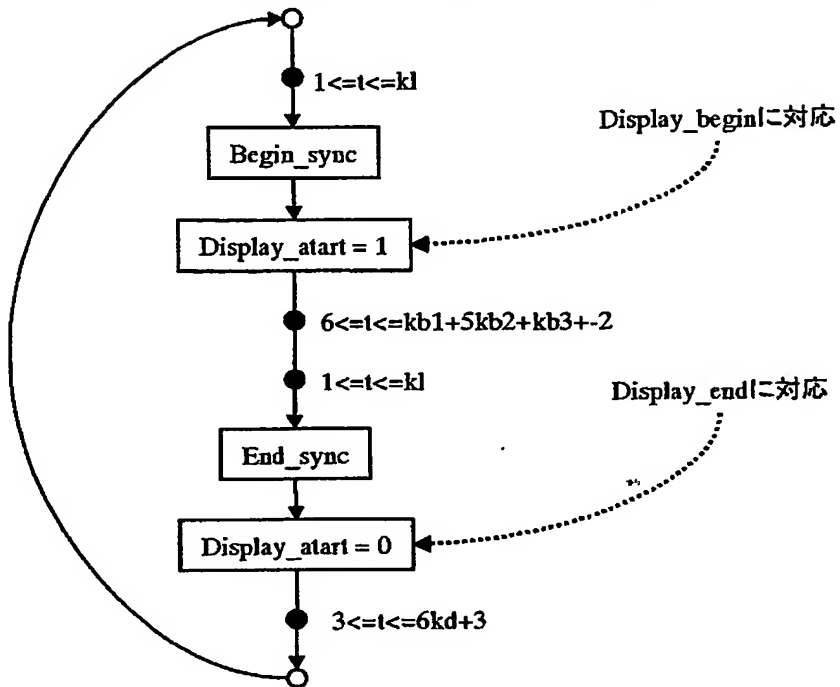 1<=t<=kl
Display_beginに対応
Begin_sync
Display_atart = 1
6<=t<=kb1+5kb2+kb3+-2
1<=t<=kl
Display_endに対応
End_sync
Display_atart = 0
3<=t<=6kd+3